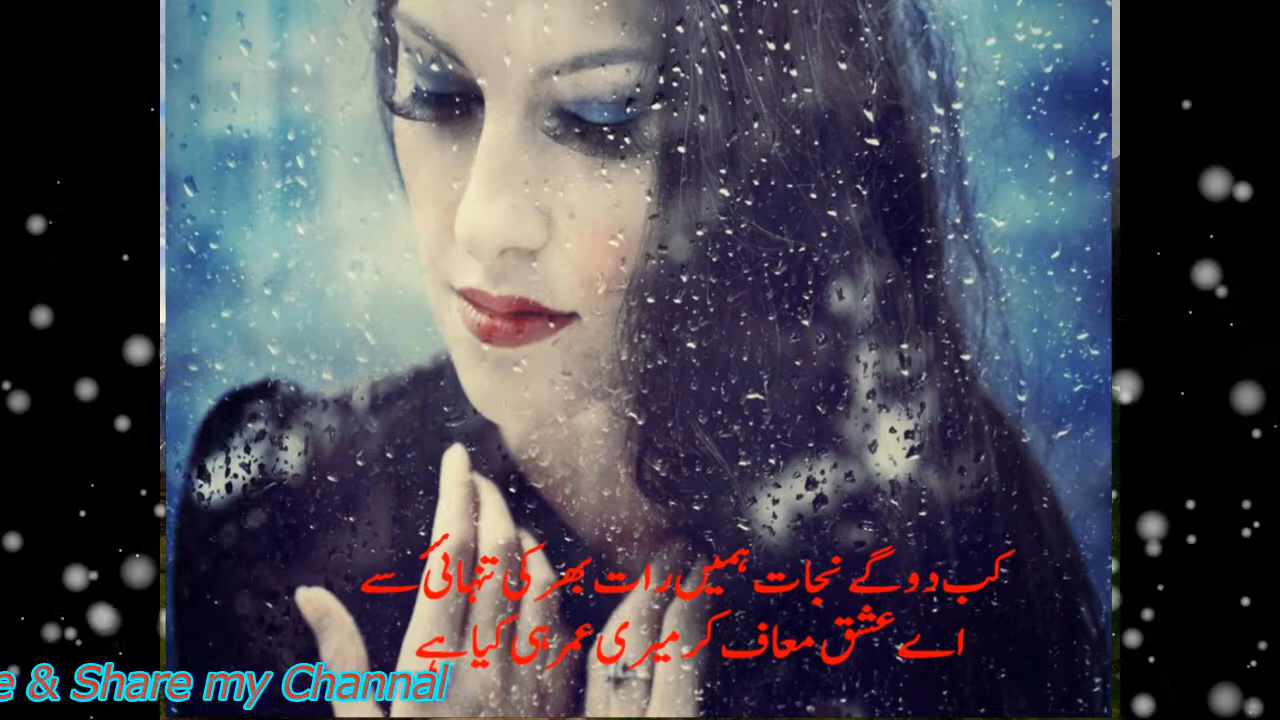 کب دو گے نجات ہمیں رات بھر کی تنہائی سے
اے عشق معاف کر میری عمر ہی کیا ہے
e & Share my Channal